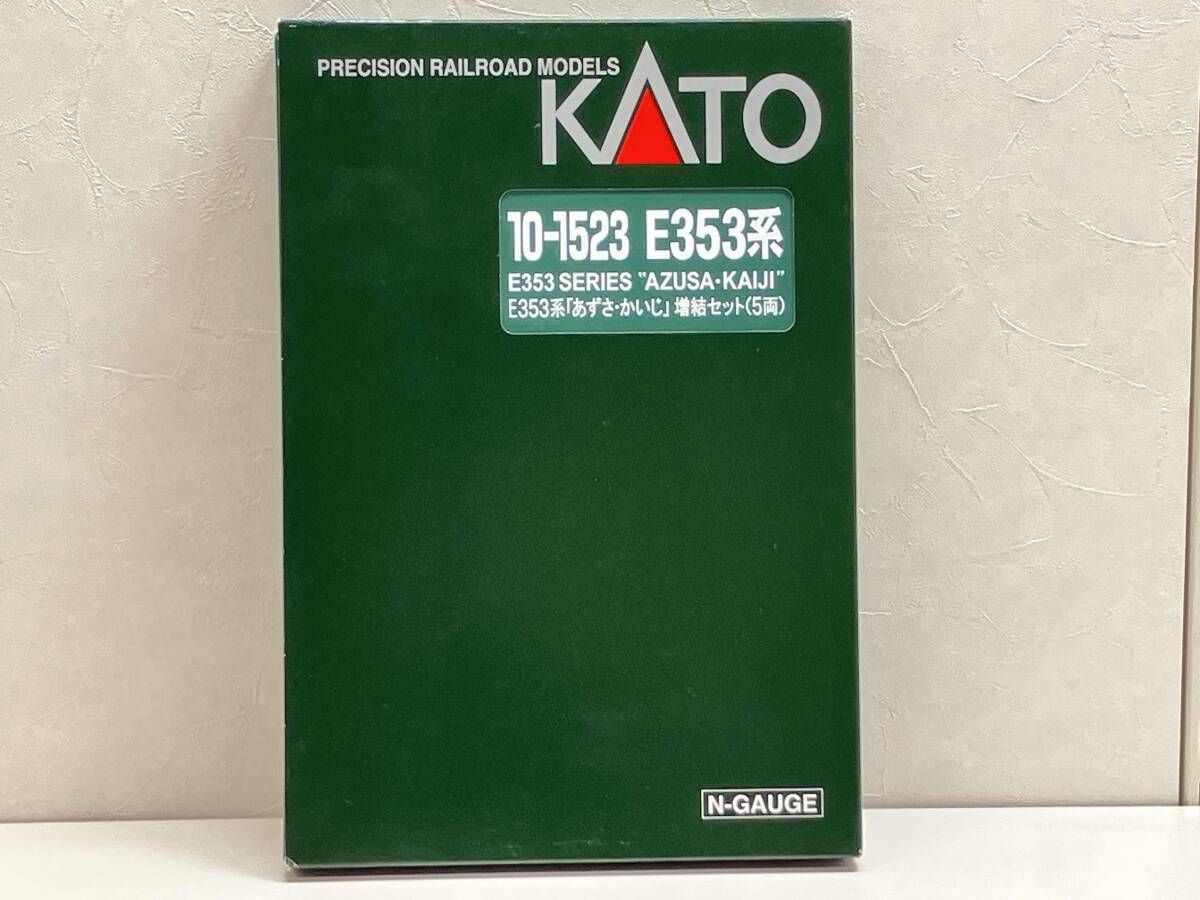 PRECISION RAILROAD MODELS
KATO
10-1523 E353系
E353 SERIES "AZUSA・KAIJI"
E353系「あずさ・かいじ」増結セット(5両)
N-GAUGE